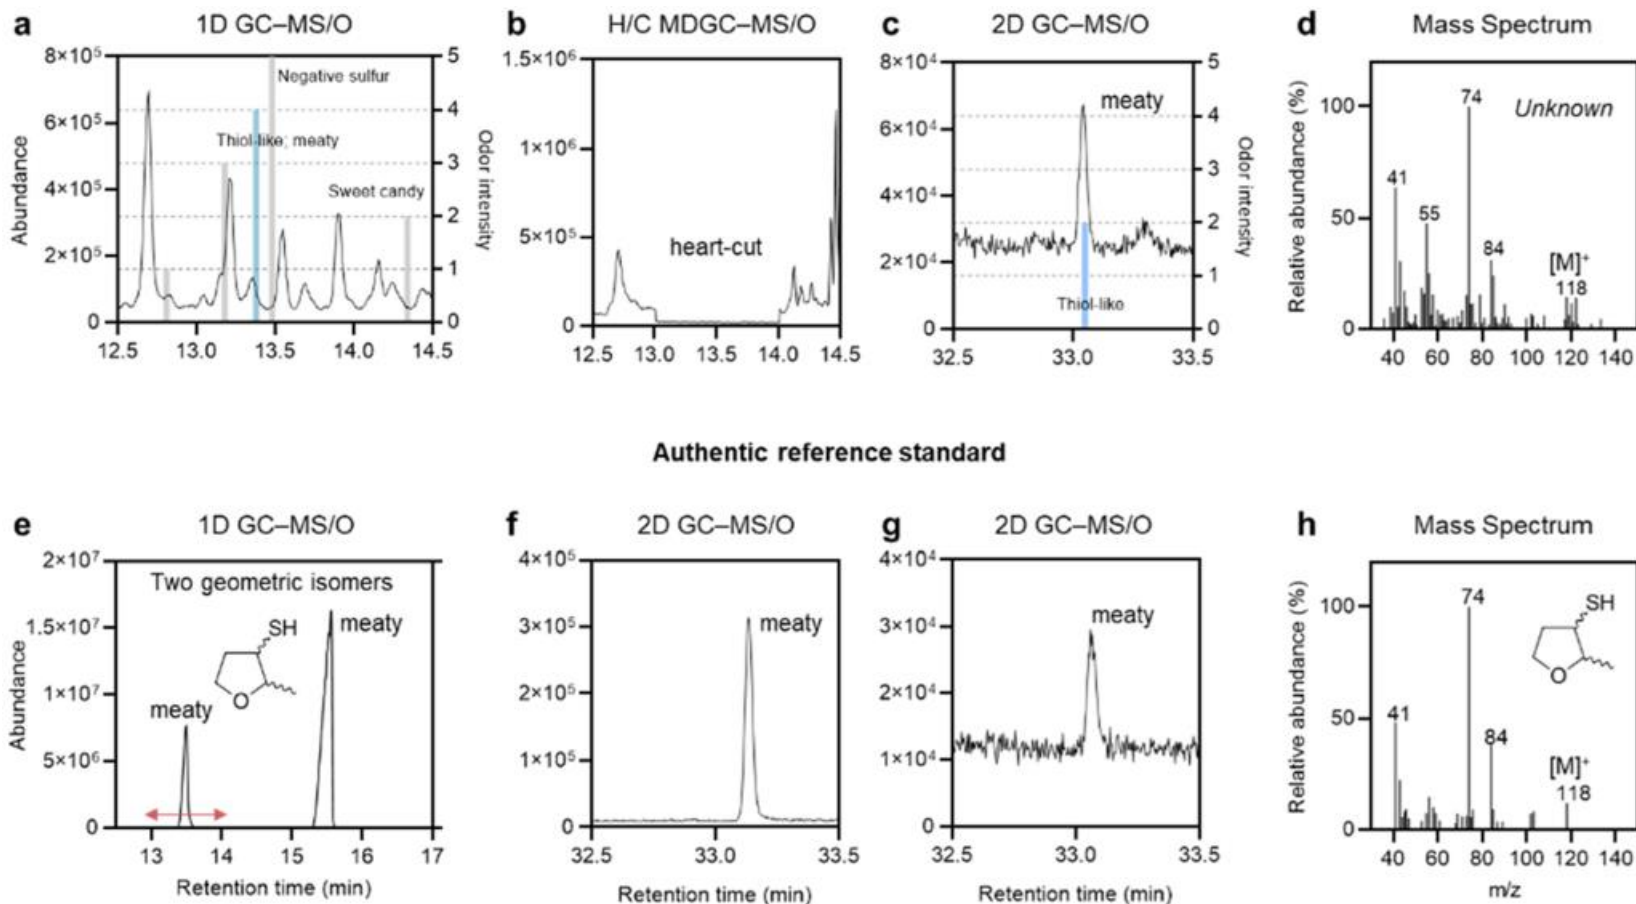 a 1D GC–MS/O
8×10⁵
6×10⁵
4×10⁵
2×10⁵
0
Abundance
5
4
3
2
1
0
Odor intensity
Negative sulfur
Thiol-like; meaty
Sweet candy
12.5 13.0 13.5 14.0 14.5
b H/C MDGC–MS/O
1.5×10⁶
1×10⁶
5×10⁵
0
heart-cut
12.5 13.0 13.5 14.0 14.5
c 2D GC–MS/O
8×10⁴
6×10⁴
4×10⁴
2×10⁴
0
5
4
3
2
1
0
Odor intensity
meaty
Thiol-like
32.5 33.0 33.5
d Mass Spectrum
Relative abundance (%)
100
50
0
Unknown
74
41
55
84
[M]⁺
118
40 60 80 100 120 140
Authentic reference standard
e 1D GC–MS/O
2×10⁷
1.5×10⁷
1×10⁷
5×10⁶
0
Abundance
Two geometric isomers
SH
O
meaty
meaty
13 14 15 16 17
Retention time (min)
f 2D GC–MS/O
4×10⁵
3×10⁵
2×10⁵
1×10⁵
0
meaty
32.5 33.0 33.5
Retention time (min)
g 2D GC–MS/O
4×10⁴
3×10⁴
2×10⁴
1×10⁴
0
meaty
32.5 33.0 33.5
Retention time (min)
h Mass Spectrum
Relative abundance (%)
100
50
0
74
SH
O
41
84
[M]⁺
118
40 60 80 100 120 140
m/z